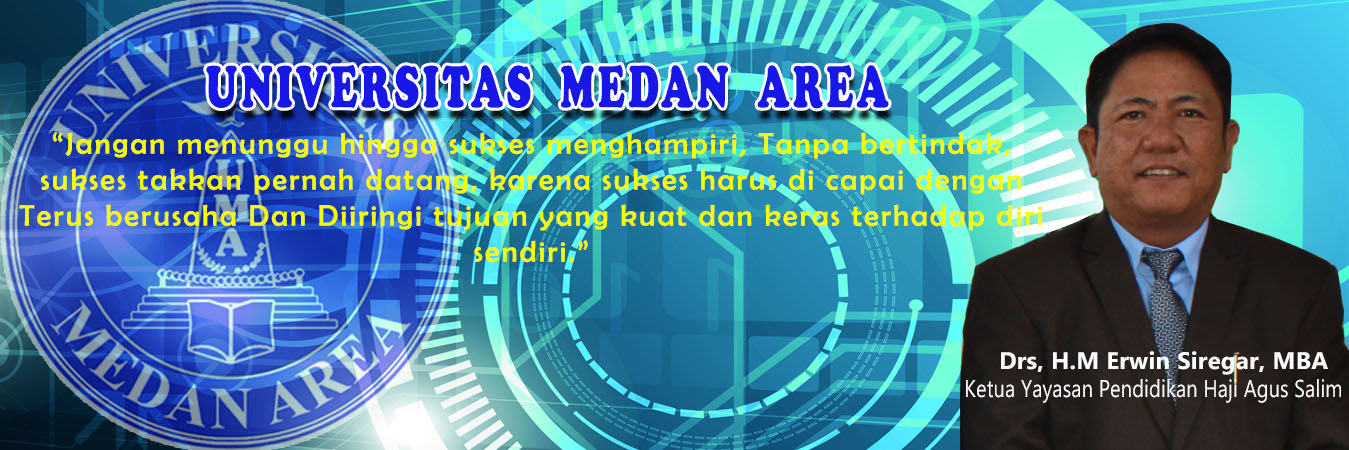 UNIVERSITAS MEDAN AREA
“Jangan menunggu hingga sukses menghampiri, Tanpa bertindak,
sukses takkan pernah datang, karena sukses harus di capai dengan
Terus berusaha Dan Diiringi tujuan yang kuat dan keras terhadap diri
sendiri.”
UNIVERSITAS
UMA
MEDAN AREA
Drs, H.M Erwin Siregar, MBA
Ketua Yayasan Pendidikan Haji Agus Salim